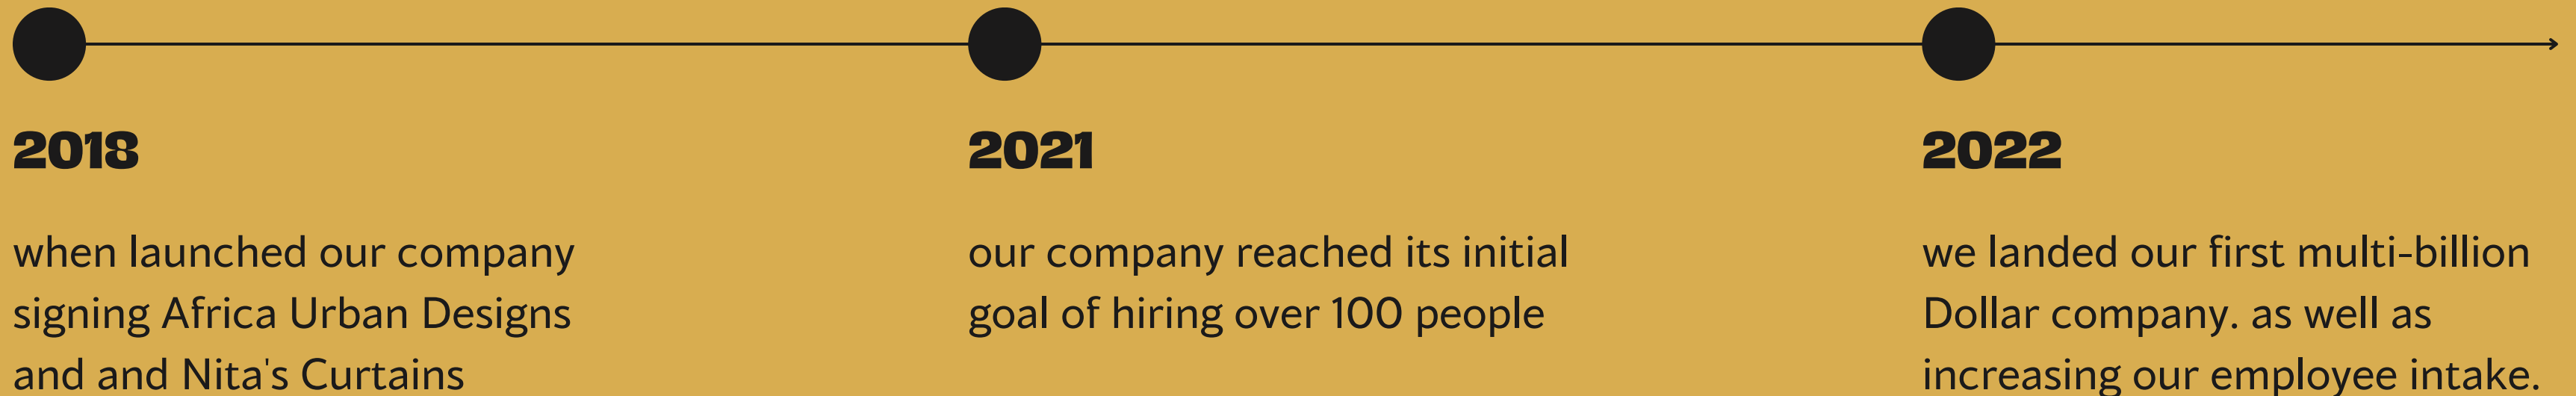 2018
when launched our company
signing Africa Urban Designs
and and Nita's Curtains
2021
our company reached its initial
goal of hiring over 100 people
2022
we landed our first multi-billion
Dollar company. as well as
increasing our employee intake.